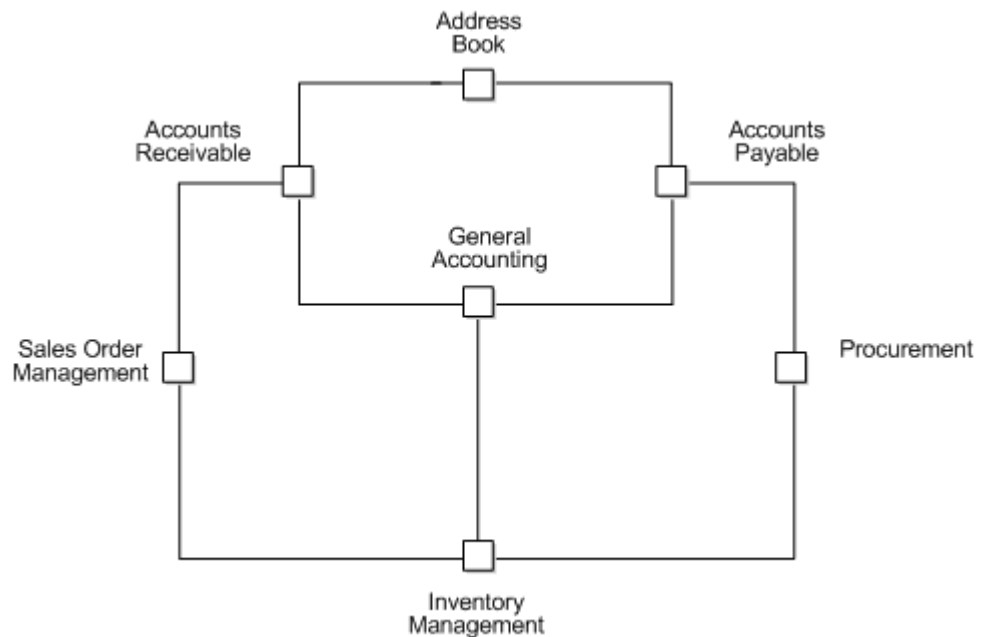 Address
Book
Accounts
Receivable
Accounts
Payable
General
Accounting
Sales Order
Management
Procurement
Inventory
Management